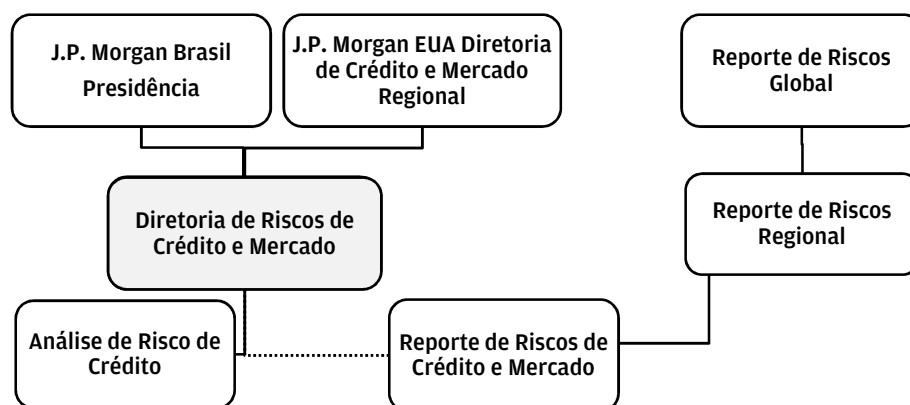 J.P. Morgan Brasil
Presidência
J.P. Morgan EUA Diretoria
de Crédito e Mercado
Regional
Reporte de Riscos
Global
Diretoria de Riscos de
Crédito e Mercado
Reporte de Riscos
Regional
Análise de Risco de
Crédito
Reporte de Riscos de
Crédito e Mercado